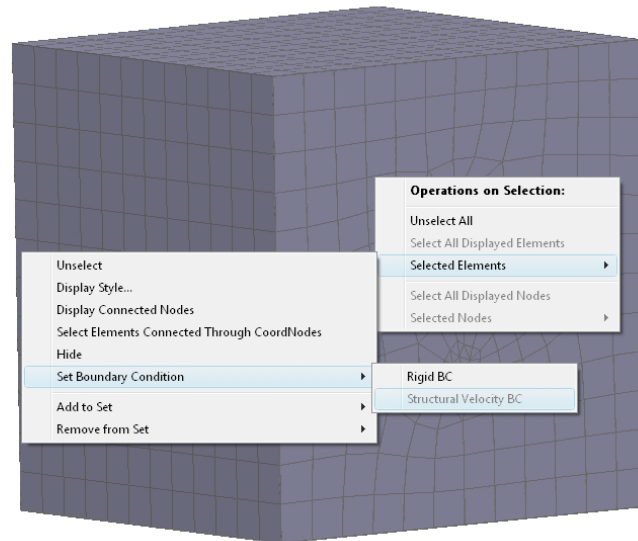 Operations on Selection:
Unselect All
Select All Displayed Elements
Selected Elements
Select All Displayed Nodes
Selected Nodes
Unselect
Display Style...
Display Connected Nodes
Select Elements Connected Through CoordNodes
Hide
Set Boundary Condition
Add to Set
Remove from Set
Rigid BC
Structural Velocity BC